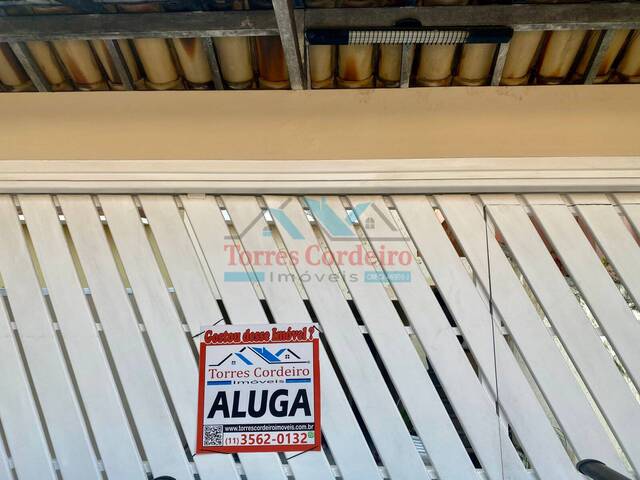 Torres Cordeiro
Imóveis
Gostou desse Imóvel ?
Torres Cordeiro
Imóveis
ALUGA
www.torrescordeiroimoveis.com.br
(11) 3562-0132